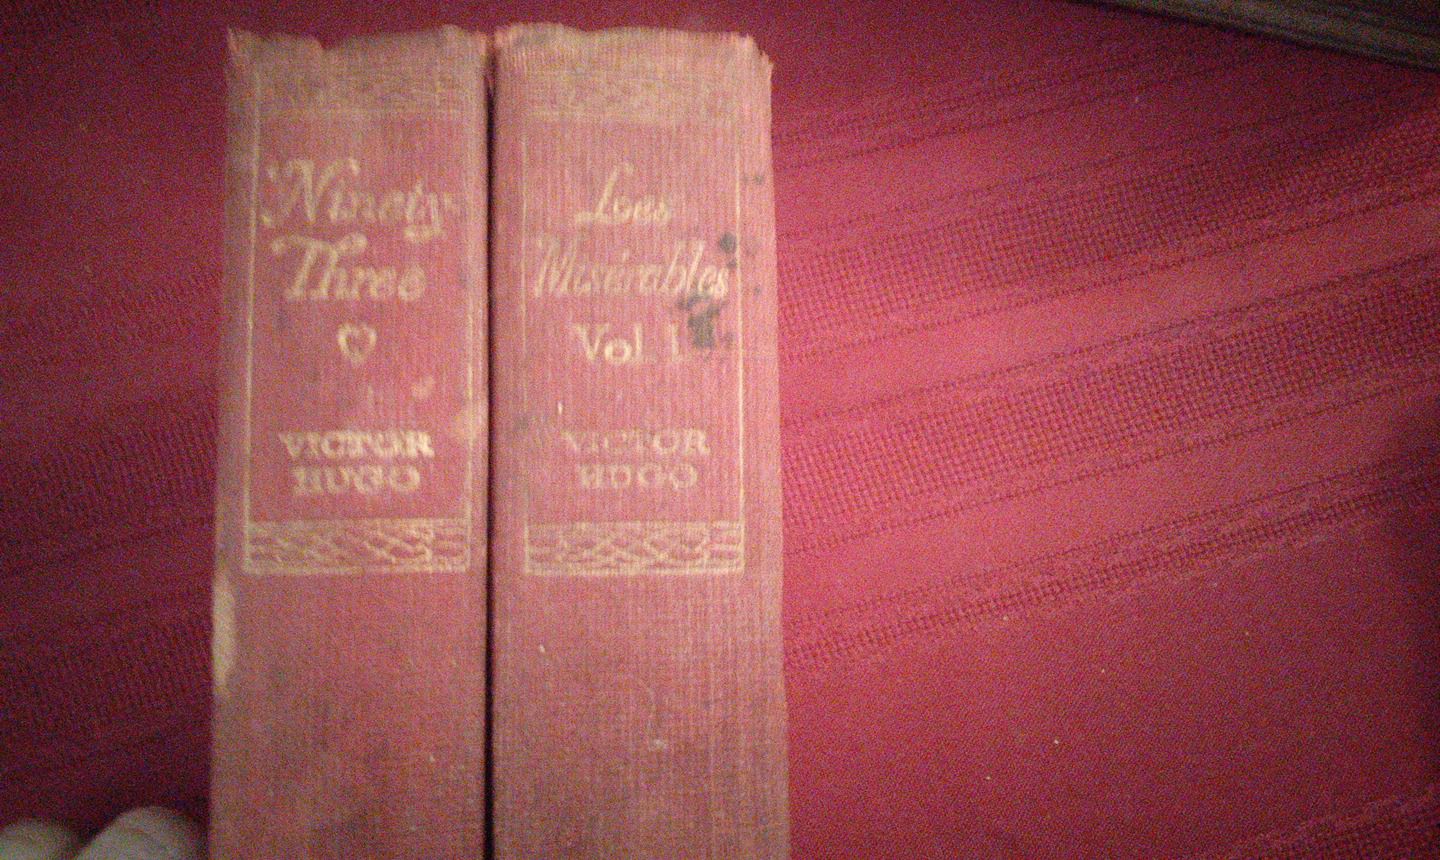 Ninety
Three
VICTOR
HUGO
Les
Misérables
Vol I
VICTOR
HUGO